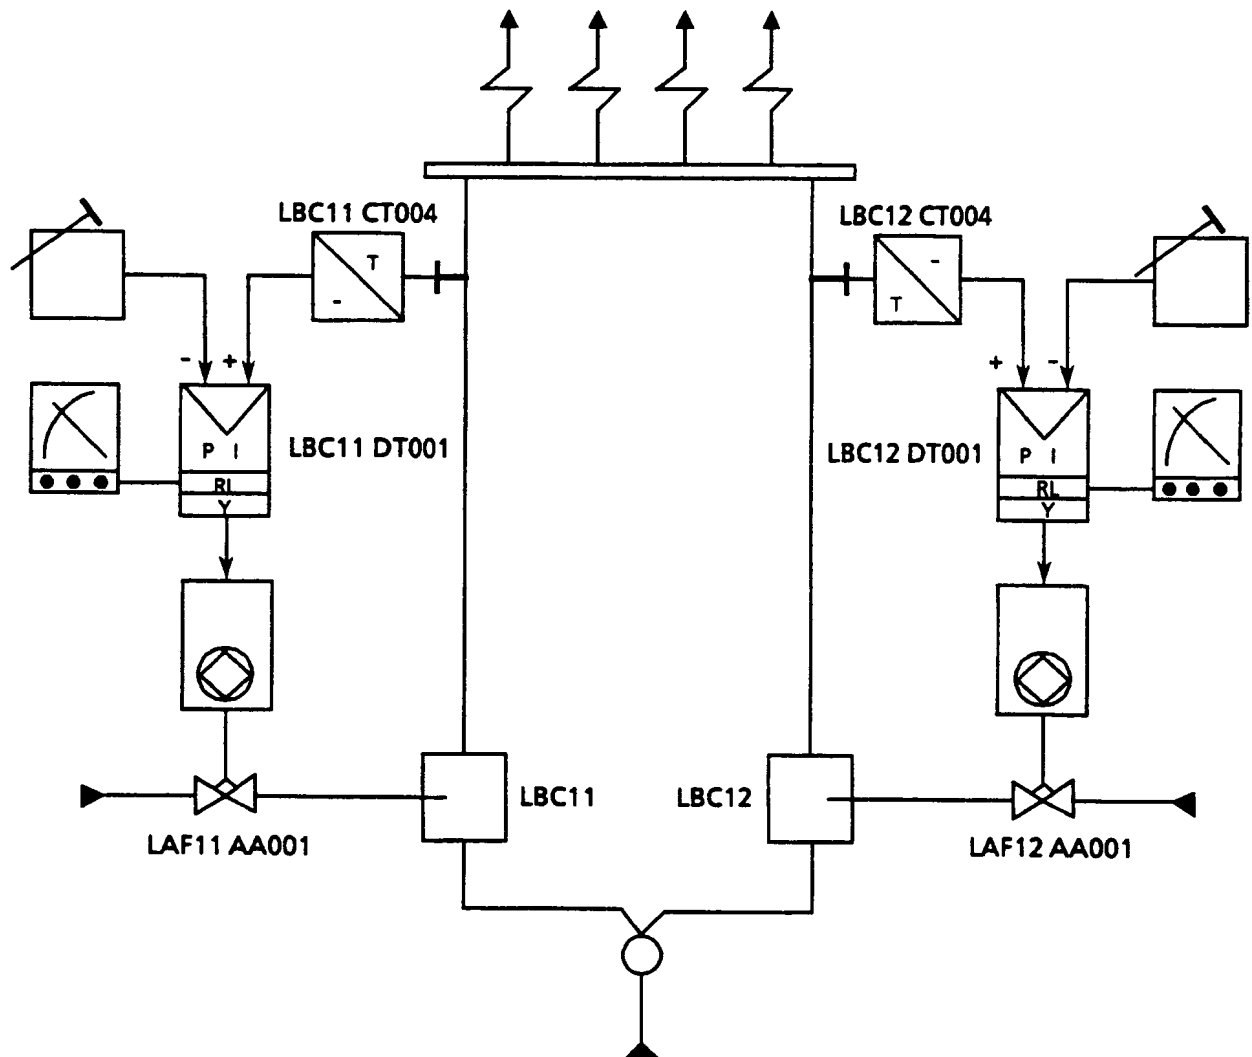 LBC11 CT004
LBC12 CT004
T
-
-
T
- +
+ -
P I
LBC11 DT001
LBC12 DT001
P I
RL
Y
RL
Y
LBC11
LBC12
LAF11 AA001
LAF12 AA001